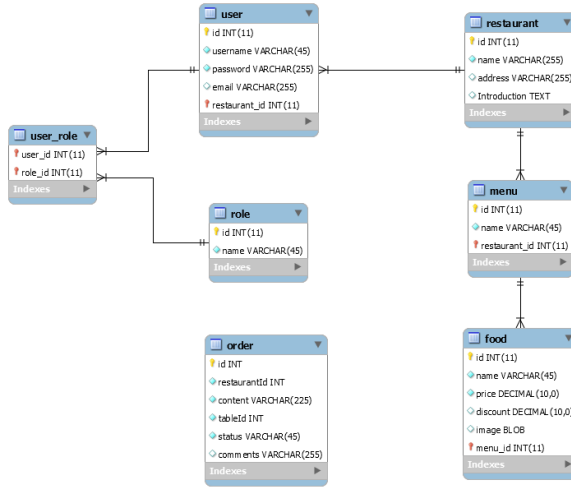 user
id INT(11)
username VARCHAR(45)
password VARCHAR(255)
email VARCHAR(255)
restaurant_id INT(11)
Indexes
restaurant
id INT(11)
name VARCHAR(255)
address VARCHAR(255)
Introduction TEXT
Indexes
user_role
user_id INT(11)
role_id INT(11)
Indexes
role
id INT(11)
name VARCHAR(45)
Indexes
menu
id INT(11)
name VARCHAR(45)
restaurant_id INT(11)
Indexes
order
id INT
restaurantId INT
content VARCHAR(225)
tableId INT
status VARCHAR(45)
comments VARCHAR(255)
Indexes
food
id INT(11)
name VARCHAR(45)
price DECIMAL(10,0)
discount DECIMAL(10,0)
image BLOB
menu_id INT(11)
Indexes